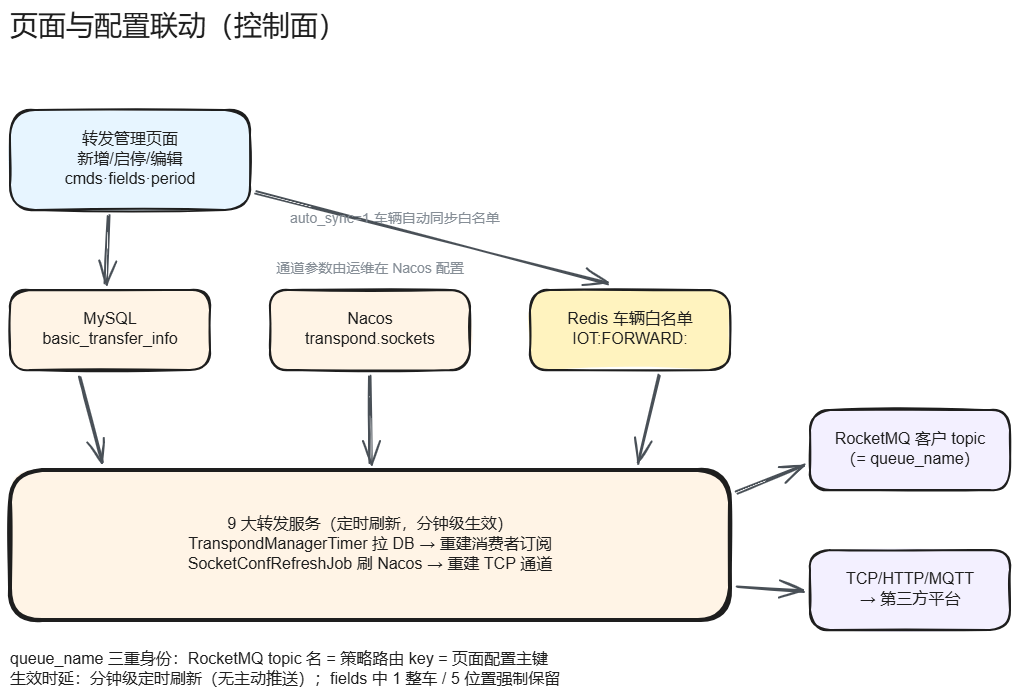 页面与配置联动（控制面）
转发管理页面
新增/启停/编辑
cmds·fields·period
auto_sync=1 车辆自动同步白名单
通道参数由运维在 Nacos 配置
MySQL
basic_transfer_info
Nacos
transpond.sockets
Redis 车辆白名单
IOT:FORWARD:
RocketMQ 客户 topic
(= queue_name)
9 大转发服务（定时刷新，分钟级生效）
TranspondManagerTimer 拉 DB → 重建消费者订阅
SocketConfRefreshJob 刷 Nacos → 重建 TCP 通道
TCP/HTTP/MQTT
→ 第三方平台
queue_name 三重身份：RocketMQ topic 名 = 策略路由 key = 页面配置主键
生效时延：分钟级定时刷新（无主动推送）；fields 中 1 整车 / 5 位置强制保留